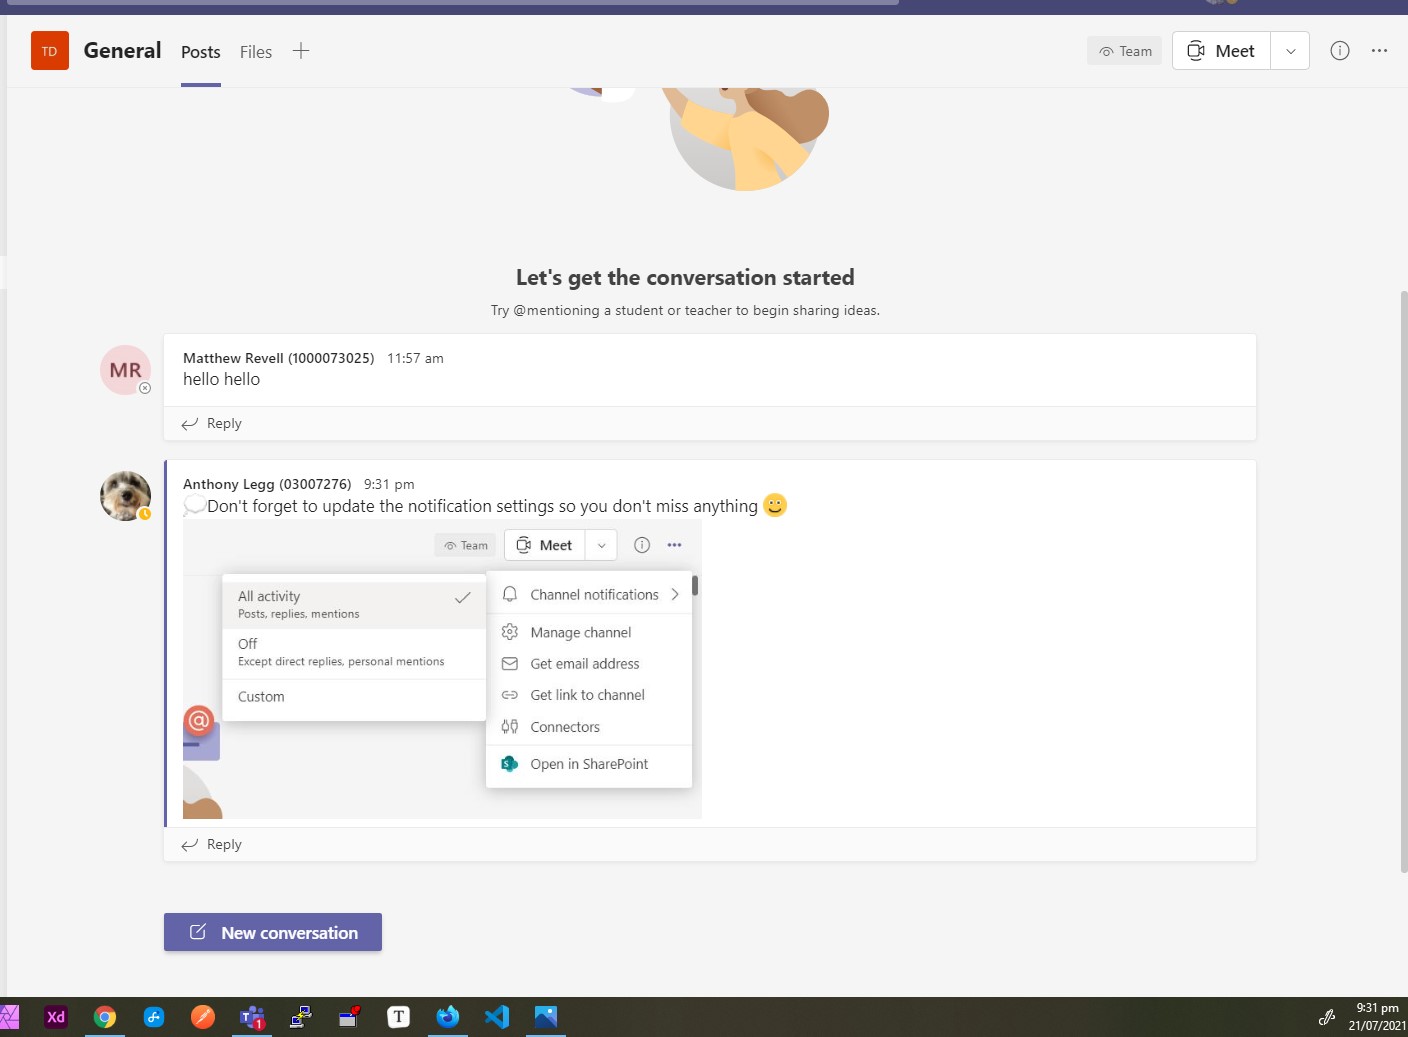 TD General Posts Files Team Meet
Let's get the conversation started
Try @mentioning a student or teacher to begin sharing ideas.
MR
Matthew Revell (1000073025) 11:57 am
hello hello
Reply
Anthony Legg (03007276) 9:31 pm
Don't forget to update the notification settings so you don't miss anything
Team Meet
All activity
Posts, replies, mentions
Off
Except direct replies, personal mentions
Custom
Channel notifications
Manage channel
Get email address
Get link to channel
Connectors
Open in SharePoint
@
S
Reply
New conversation
Xd
T 1
T
9:31 pm
21/07/2021